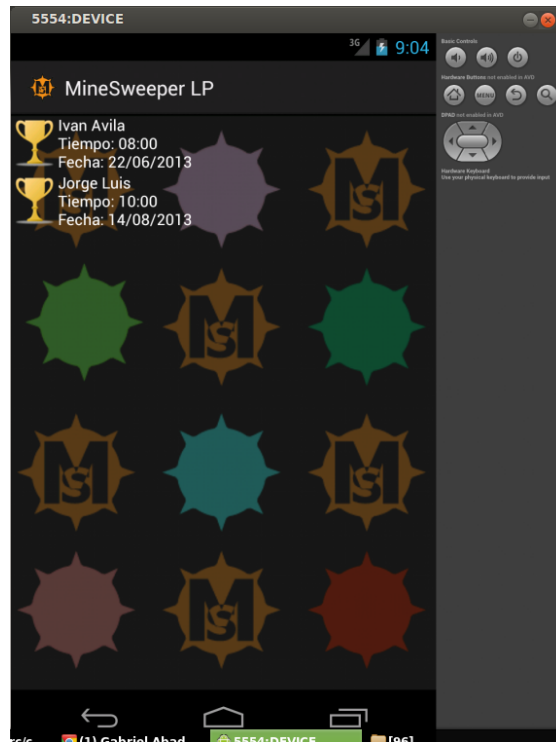 5554:DEVICE
3G 9:04
MineSweeper LP
Ivan Avila
Tiempo: 08:00
Fecha: 22/06/2013
Jorge Luis
Tiempo: 10:00
Fecha: 14/08/2013
Basic Controls
Hardware Buttons not enabled in AVD
MENU
DPAD not enabled in AVD
Hardware Keyboard
Use your physical keyboard to provide input
(1) Gabriel Abad 5554:DEVICE [96]